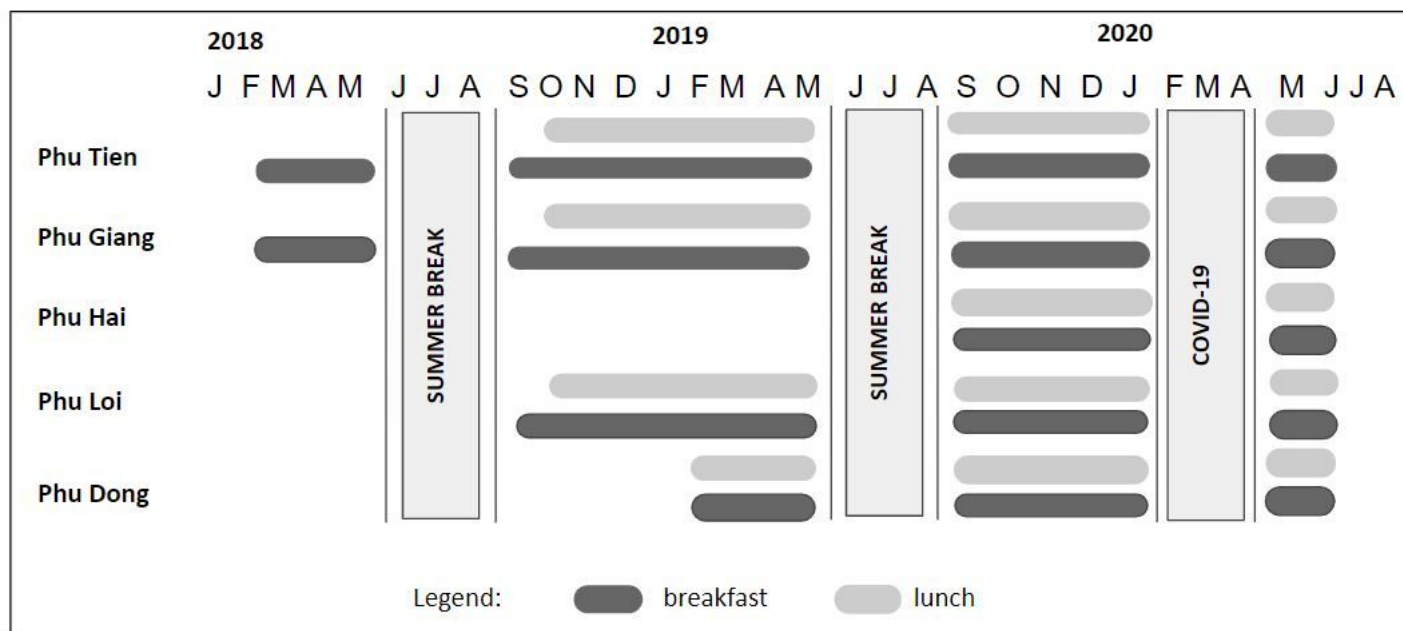 2018 2019 2020
J F M A M J J A S O N D J F M A M J J A S O N D J F M A M J J A
Phu Tien
Phu Giang
Phu Hai
Phu Loi
Phu Dong
SUMMER BREAK
SUMMER BREAK
COVID-19
Legend: breakfast lunch